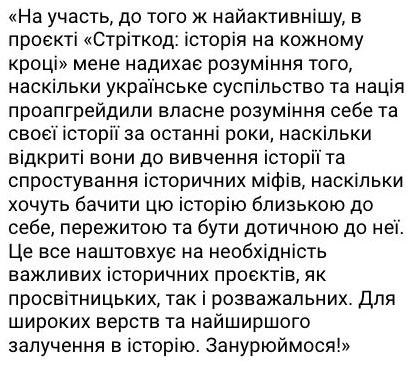 «На участь, до того ж найактивнішу, в
проєкті «Стріткод: історія на кожному
кроці» мене надихає розуміння того,
наскільки українське суспільство та нація
проапгрейдили власне розуміння себе та
своєї історії за останні роки, наскільки
відкриті вони до вивчення історії та
спростування історичних міфів, наскільки
хочуть бачити цю історію близькою до
себе, пережитою та бути дотичною до неї.
Це все наштовхує на необхідність
важливих історичних проєктів, як
просвітницьких, так і розважальних. Для
широких верств та найширшого
залучення в історію. Занурюймося!»